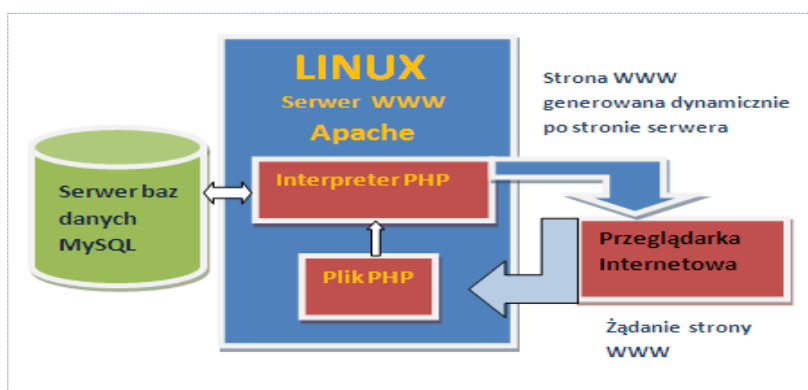 LINUX
Serwer WWW
Apache
Interpreter PHP
Plik PHP
Serwer baz
danych
MySQL
Strona WWW
generowana dynamicznie
po stronie serwera
Przeglądarka
Internetowa
Żądanie strony
WWW